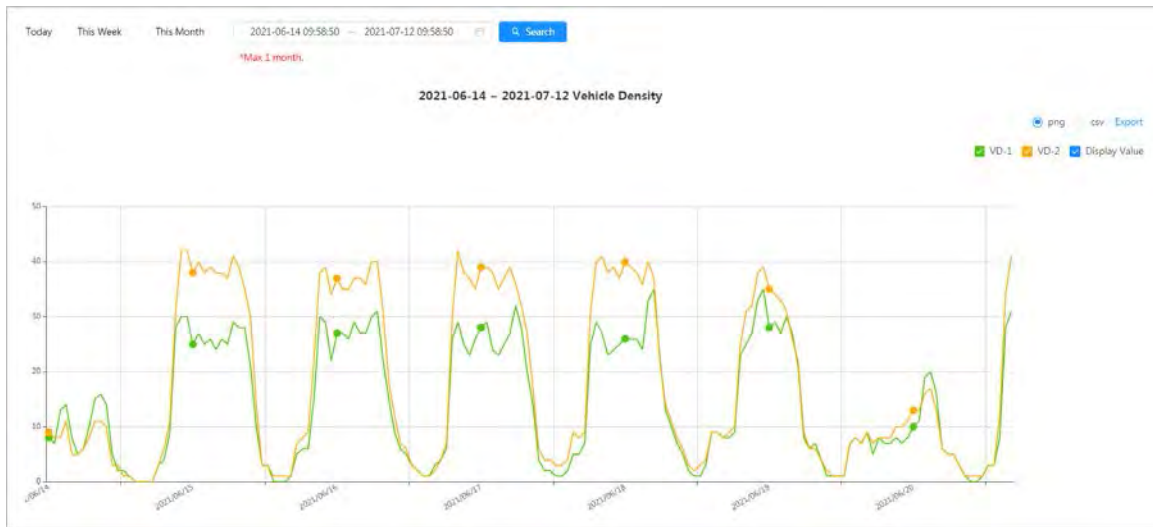 Today This Week This Month 2021-06-14 09:58:50 — 2021-07-12 09:58:50 Search
*Max 1 month.
2021-06-14 ~ 2021-07-12 Vehicle Density
png csv Export
VD-1 VD-2 Display Value
50
40
30
20
10
0
/06/14 2021/06/15 2021/06/16 2021/06/17 2021/06/18 2021/06/19 2021/06/20